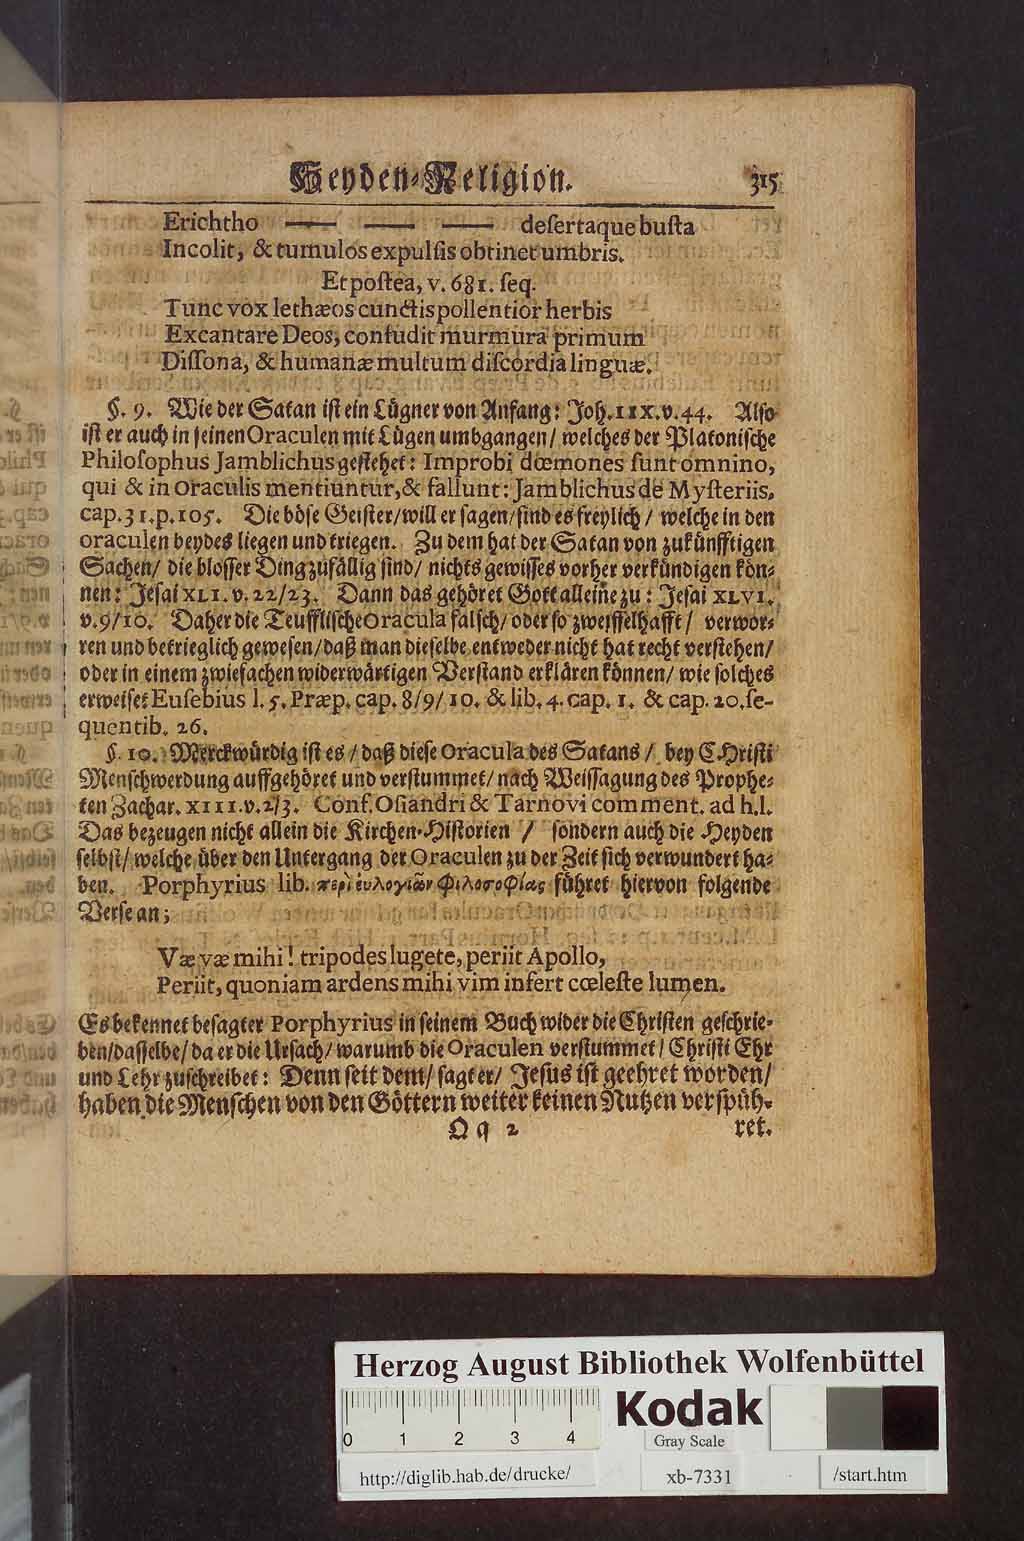 Heyden-Religion. 315
Erichtho —— —— —— desertaque busta
Incolit, & tumulos expulsis obtinet umbris.
Et postea, v. 681. seq.
Tunc vox lethæos cunctis pollentior herbis
Excantare Deos, confudit murmura primum
Dissona, & humanæ multum discordia linguæ.
§. 9. Wie der Satan ist ein Lügner von Anfang: Joh. IIX. v. 44. Also
ist er auch in seinen Oraculen mit Lügen umbgangen/ welches der Platonische
Philosophus Jamblichus gestehet: Improbi dœmones sunt omnino,
qui & in oraculis mentiuntur, & fallunt: Jamblichus de Mysteriis.
cap. 31. p. 105. Die böse Geister/ will er sagen/ sind es freylich/ welche in den
oraculen beydes liegen und triegen. Zu dem hat der Satan von zukünfftigen
Sachen/ die blosser Ding zufällig sind/ nichts gewisses vorher verkündigen kön-
nen: Jesai XLI. v. 22/23. Dann das gehöret Gott alleine zu: Jesai XLVI.
v. 9/10. Daher die Teufflische Oracula falsch/ oder so zweiffelhafft/ verwor-
ren und betrieglich gewesen/ daß man dieselbe entweder nicht hat recht verstehen/
oder in einem zwiefachen widerwärtigen Verstand erklären können/ wie solches
erweiset Eusebius l. 5. Præp. cap. 8/9/10. & lib. 4. cap. 1. & cap. 20. se-
quentib. 26.
§. 10. Merckwürdig ist es/ daß diese Oracula des Satans/ bey CHristi
Menschwerdung auffgehöret und verstummet/ nach Weissagung des Prophe-
ten Zachar. XIII. v. 2/3. Conf. Osiandri & Tarnovi comment. ad h.l.
Das bezeugen nicht allein die Kirchen-Historien / sondern auch die Heyden
selbst/ welche über den Untergang der Oraculen zu der Zeit sich verwundert ha-
ben. Porphyrius lib. περὶ ευλογιῶν φιλοσοφίας führet hiervon folgende
Verse an;
Væ væ mihi! tripodes lugete, periit Apollo,
Periit, quoniam ardens mihi vim infert cœleste lumen.
Es bekennet besagter Porphyrius in seinem Buch wider die Christen geschrie-
ben/ dasselbe/ da er die Ursach/ warumb die Oraculen verstummet/ Christi Ehr
und Lehr zuschreibet: Denn seit dem/ sagt er/ Jesus ist geehret worden/
haben die Menschen von den Göttern weiter keinen Nutzen verspüh-
Qq 2 ret.
Herzog August Bibliothek Wolfenbüttel
0 1 2 3 4
Kodak
Gray Scale
http://diglib.hab.de/drucke/ xb-7331 /start.htm